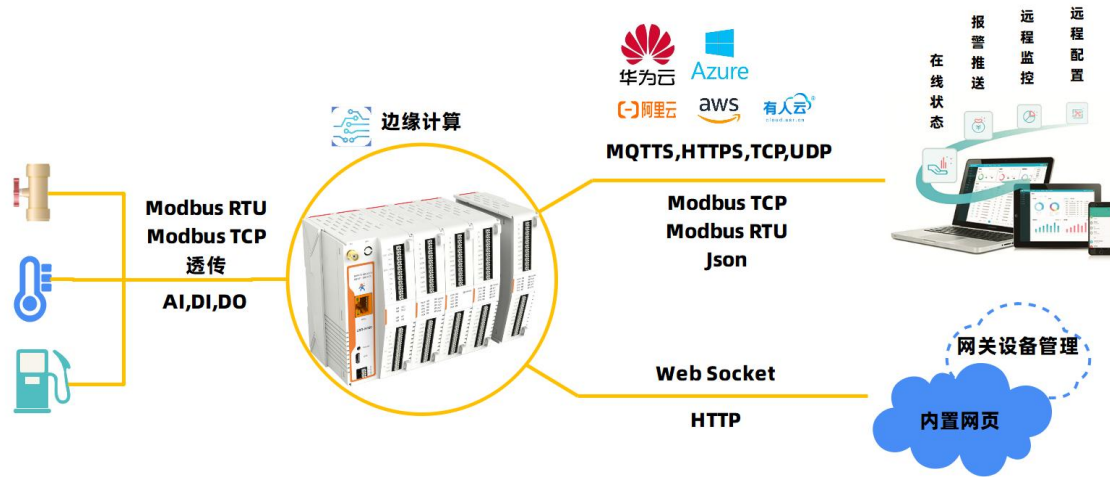 边缘计算
Modbus RTU
Modbus TCP
透传
AI,DI,DO
华为云
Azure
阿里云
aws
有人云
cloud.usr.cn
MQTTS,HTTPS,TCP,UDP
Modbus TCP
Modbus RTU
Json
在线状态
报警推送
远程监控
远程配置
Web Socket
HTTP
网关设备管理
内置网页